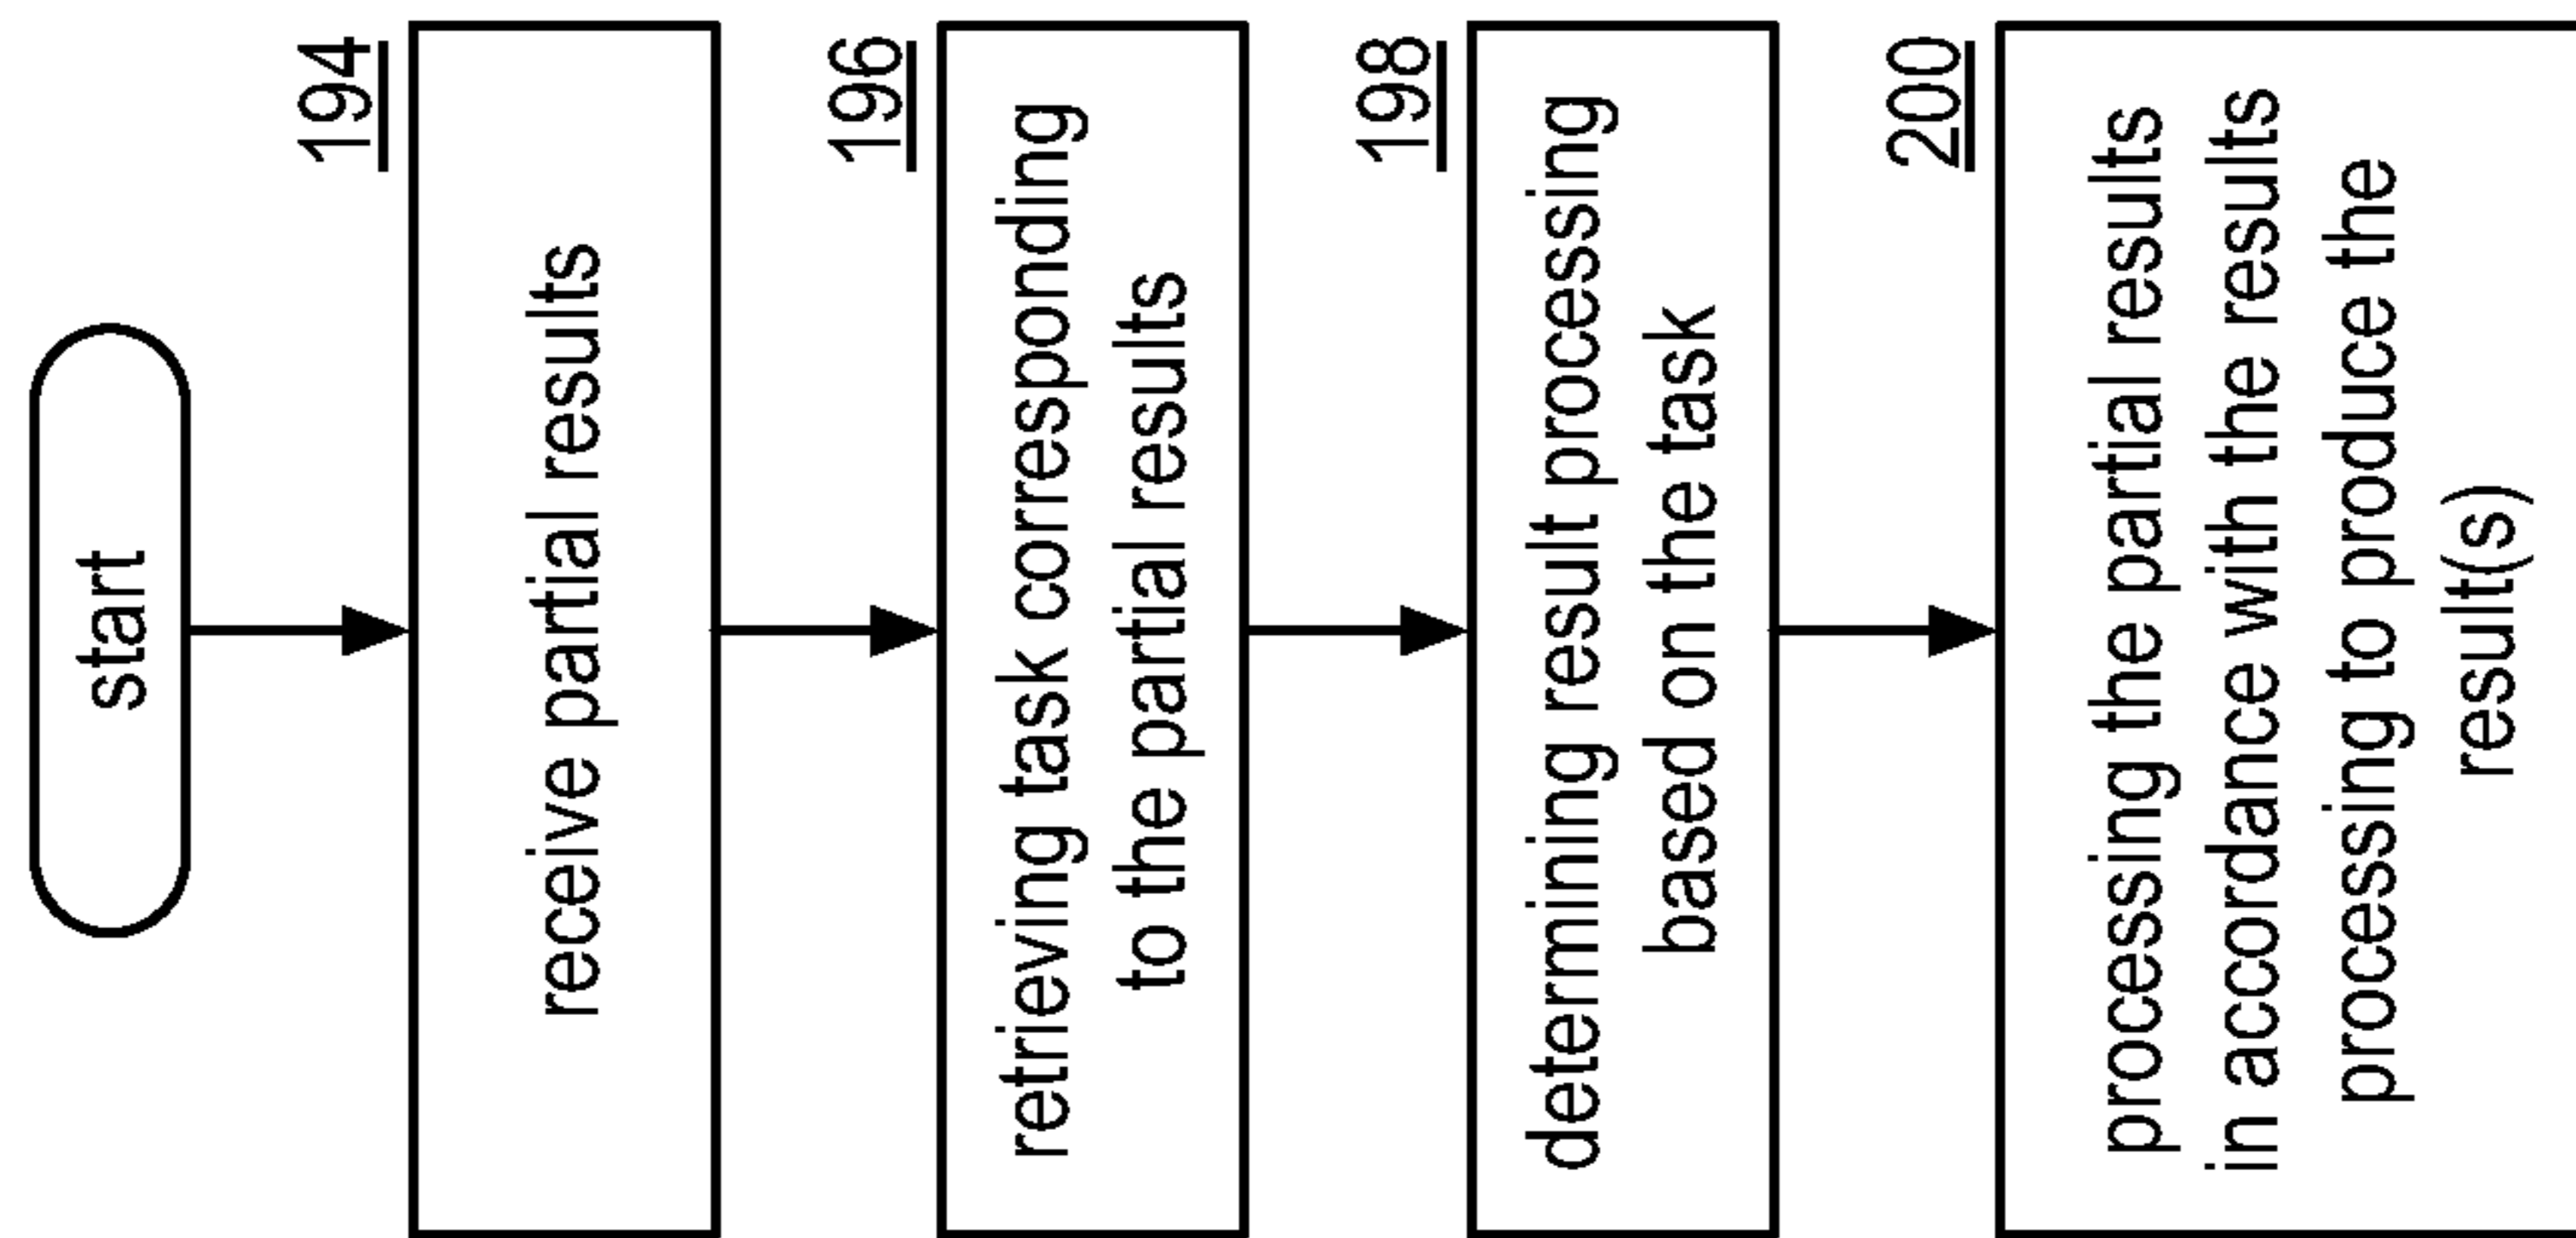 start
194
receive partial results
196
retrieving task corresponding
to the partial results
198
determining result processing
based on the task
200
processing the partial results
in accordance with the results
processing to produce the
result(s)